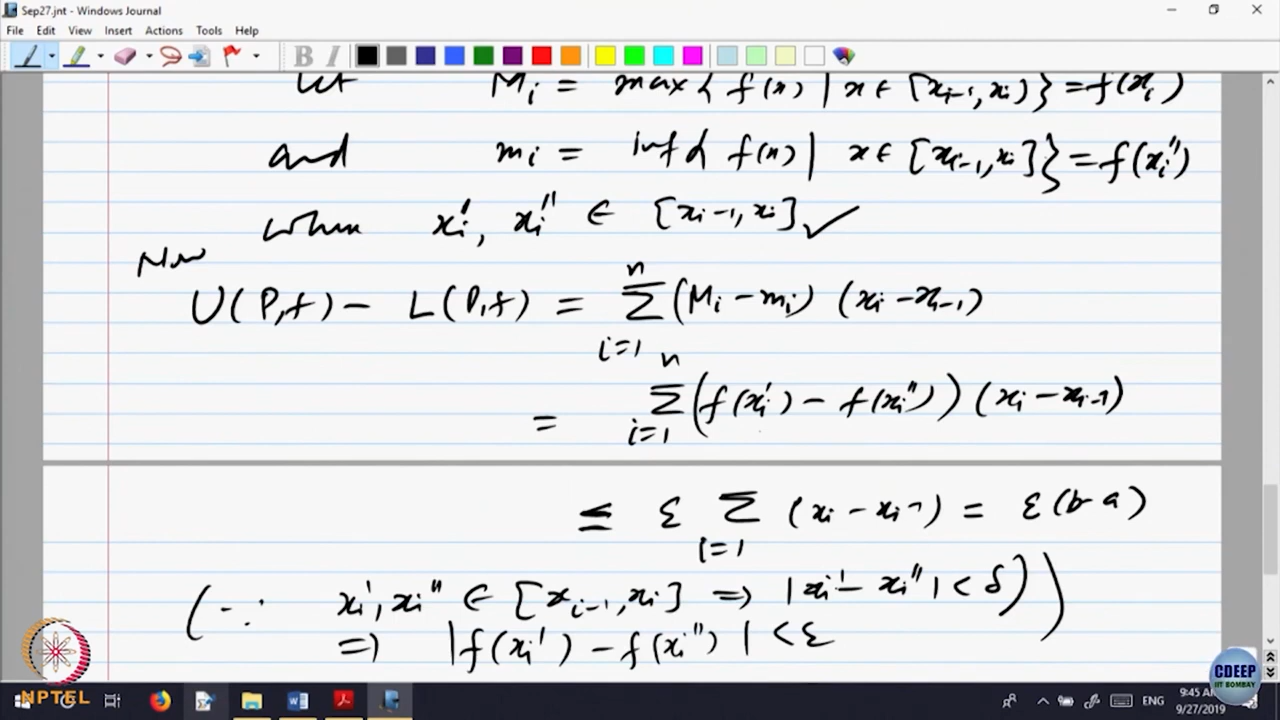 Sep27.jnt - Windows Journal
File Edit View Insert Actions Tools Help
B I
let Mi = max{ f(x) | x ∈ [xi-1, xi] } = f(xi')
and mi = inf{ f(x) | x ∈ [xi-1, xi] } = f(xi'')
when xi', xi'' ∈ [xi-1, xi] ✓
Now
U(P,f) - L(P,f) = Σ_{i=1}^{n} (Mi - mi) (xi - xi-1)
= Σ_{i=1}^{n} (f(xi') - f(xi'')) (xi - xi-1)
≤ ε Σ_{i=1} (xi - xi-1) = ε(b-a)
(∵ xi', xi'' ∈ [xi-1, xi] ⇒ |xi' - xi''| < δ))
⇒ |f(xi') - f(xi'')| < ε
NPTEL
CDEEP
IIT BOMBAY
ENG
9:45 AM
9/27/2019